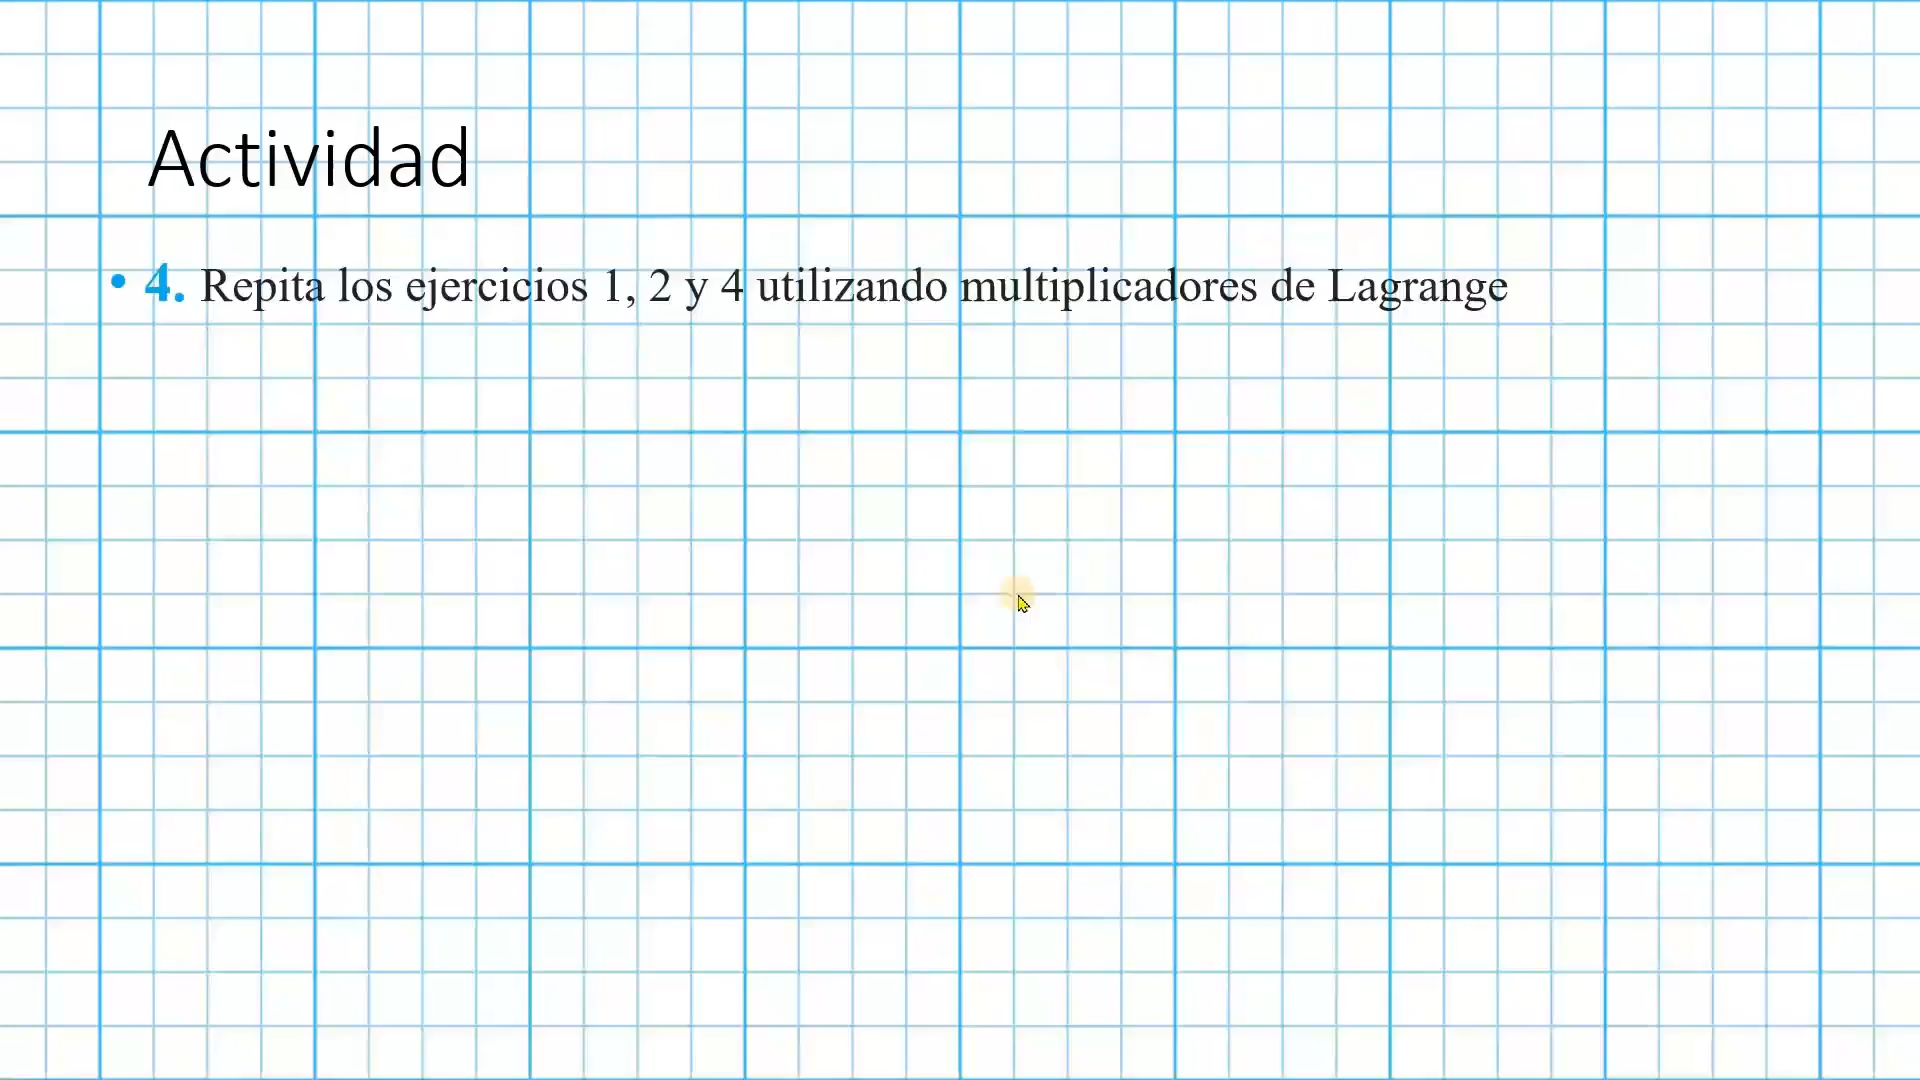 Actividad
• 4. Repita los ejercicios 1, 2 y 4 utilizando multiplicadores de Lagrange